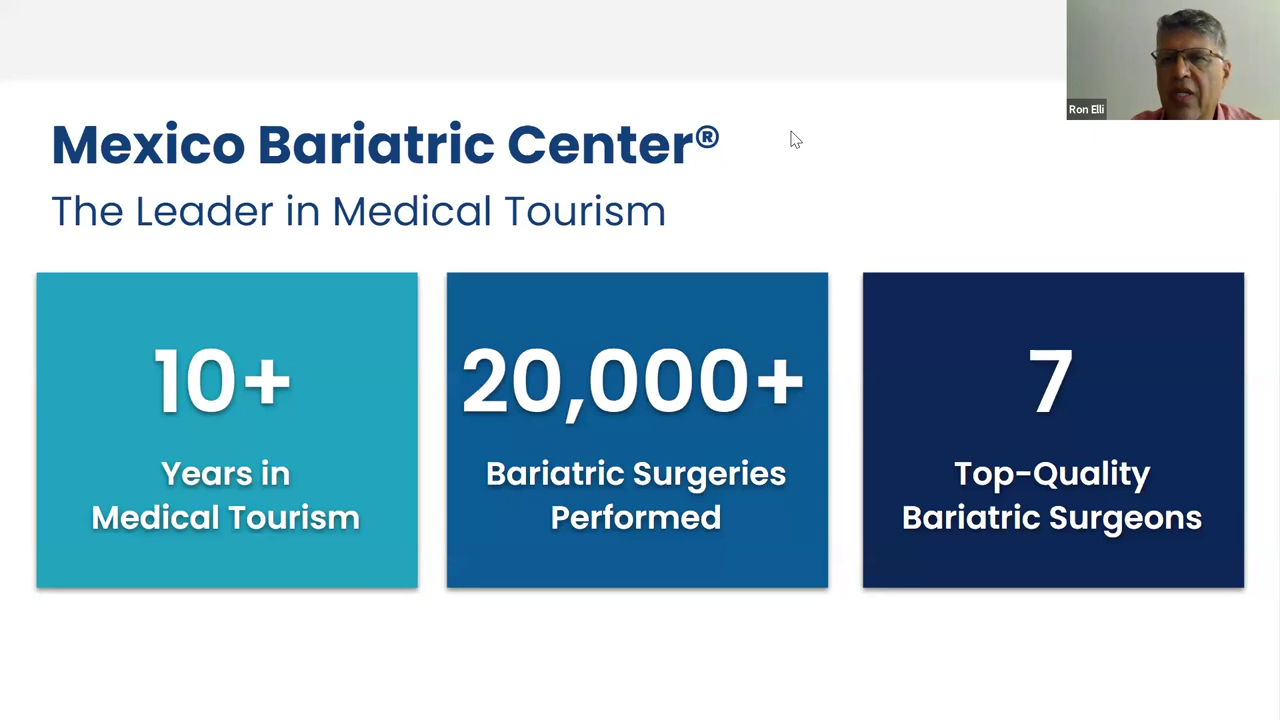 Ron Elli
Mexico Bariatric Center®
The Leader in Medical Tourism
10+
Years in
Medical Tourism
20,000+
Bariatric Surgeries
Performed
7
Top-Quality
Bariatric Surgeons